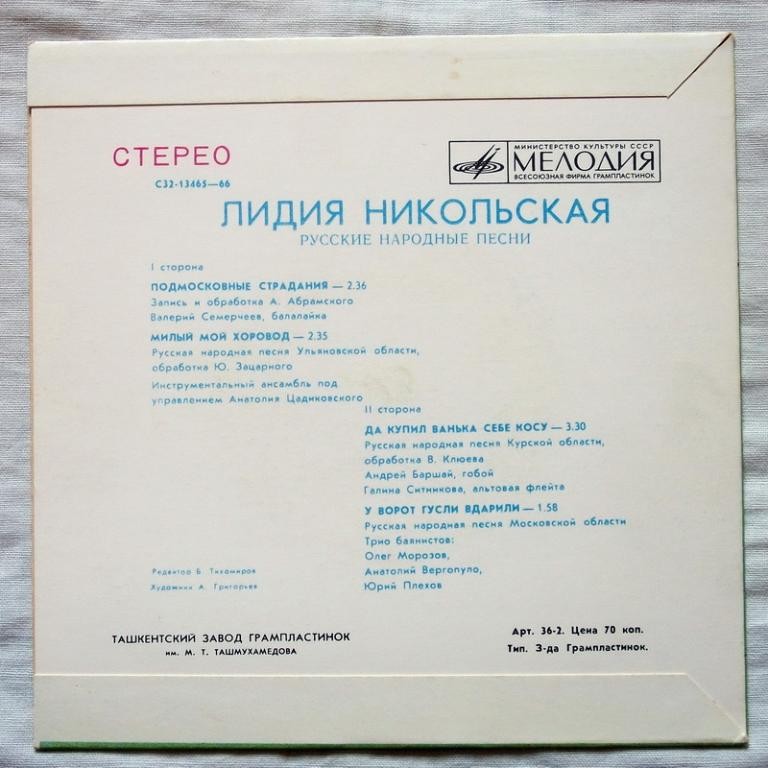 СТЕРЕО
С32-13465—66
МИНИСТЕРСТВО КУЛЬТУРЫ СССР
МЕЛОДИЯ
ВСЕСОЮЗНАЯ ФИРМА ГРАМПЛАСТИНОК
ЛИДИЯ НИКОЛЬСКАЯ
РУССКИЕ НАРОДНЫЕ ПЕСНИ
I сторона
ПОДМОСКОВНЫЕ СТРАДАНИЯ — 2.36
Запись и обработка А. Абрамского
Валерий Семерчеев, балалайка
МИЛЫЙ МОЙ ХОРОВОД — 2.35
Русская народная песня Ульяновской области,
обработка Ю. Зацарного
Инструментальный ансамбль под
управлением Анатолия Цадиковского
II сторона
ДА КУПИЛ ВАНЬКА СЕБЕ КОСУ — 3.30
Русская народная песня Курской области,
обработка В. Клюева
Андрей Баршай, гобой
Галина Ситникова, альтовая флейта
У ВОРОТ ГУСЛИ ВДАРИЛИ — 1.58
Русская народная песня Московской области
Трио баянистов:
Олег Морозов,
Анатолий Вергопуло,
Юрий Плехов
Редактор Б. Тихомиров
Художник А. Григорьев
ТАШКЕНТСКИЙ ЗАВОД ГРАМПЛАСТИНОК
им. М. Т. ТАШМУХАМЕДОВА
Арт. 36-2. Цена 70 коп.
Тип. З-да Грампластинок.